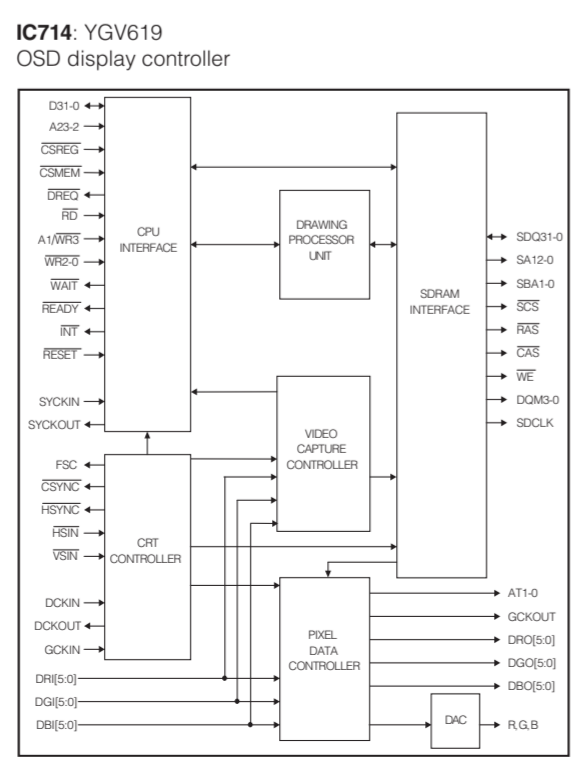 IC714: YGV619
OSD display controller
D31-0
A23-2
CSREG
CSMEM
DREQ
RD
A1/WR3
WR2-0
WAIT
READY
INT
RESET
SYCKIN
SYCKOUT
CPU
INTERFACE
DRAWING
PROCESSOR
UNIT
SDRAM
INTERFACE
SDQ31-0
SA12-0
SBA1-0
SCS
RAS
CAS
WE
DQM3-0
SDCLK
VIDEO
CAPTURE
CONTROLLER
FSC
CSYNC
HSYNC
HSIN
VSIN
DCKIN
DCKOUT
GCKIN
CRT
CONTROLLER
DRI[5:0]
DGI[5:0]
DBI[5:0]
PIXEL
DATA
CONTROLLER
AT1-0
GCKOUT
DRO[5:0]
DGO[5:0]
DBO[5:0]
DAC
R,G,B